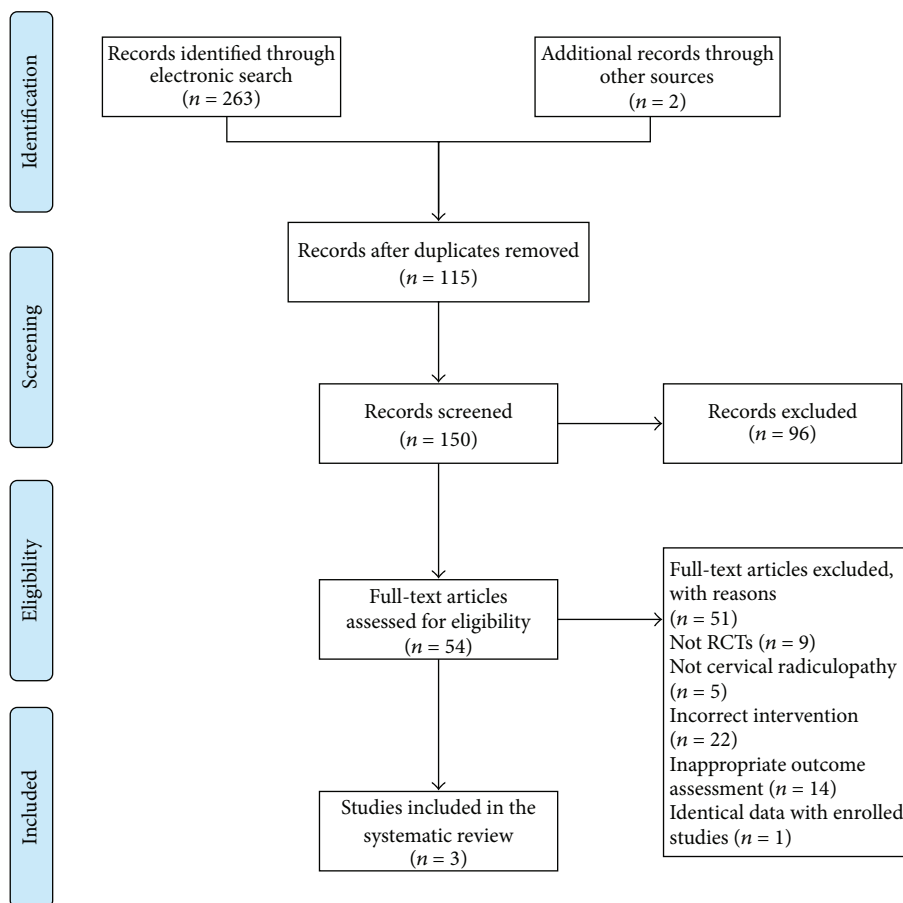 Identification
Records identified through
electronic search
(n = 263)
Additional records through
other sources
(n = 2)
Screening
Records after duplicates removed
(n = 115)
Records screened
(n = 150)
Records excluded
(n = 96)
Eligibility
Full-text articles
assessed for eligibility
(n = 54)
Full-text articles excluded,
with reasons
(n = 51)
Not RCTs (n = 9)
Not cervical radiculopathy
(n = 5)
Incorrect intervention
(n = 22)
Inappropriate outcome
assessment (n = 14)
Identical data with enrolled
studies (n = 1)
Included
Studies included in the
systematic review
(n = 3)